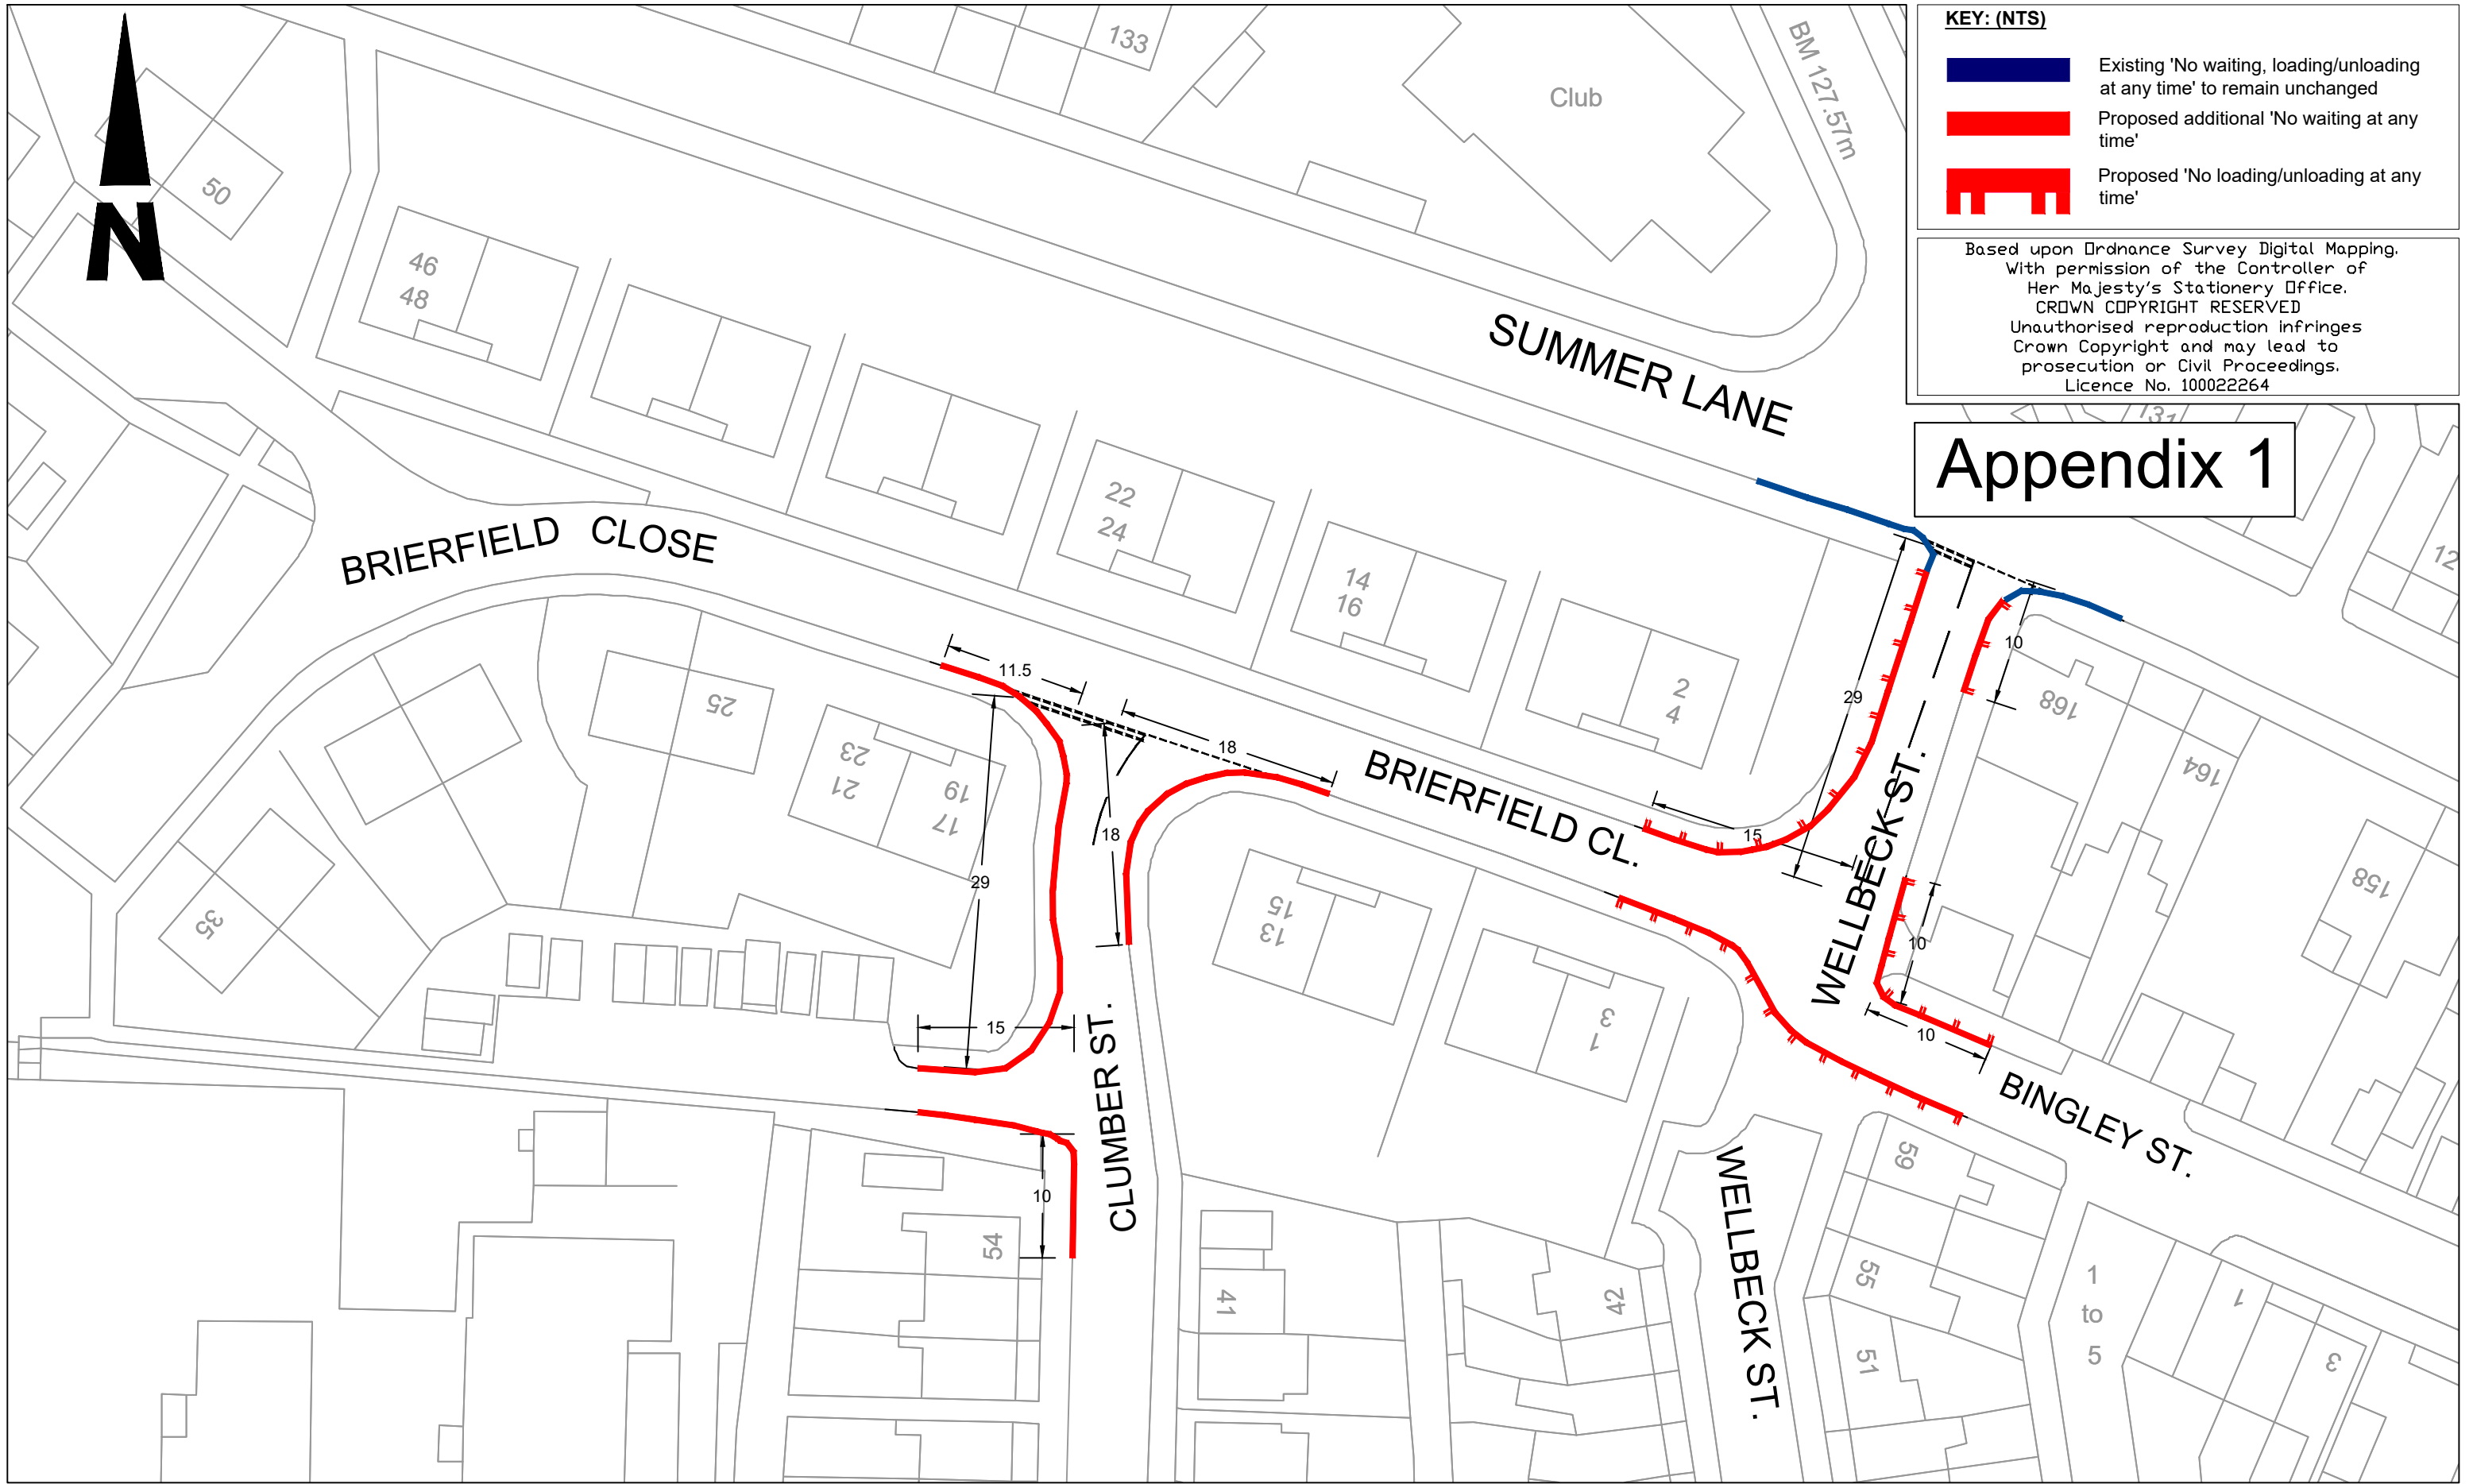 KEY: (NTS)
Existing 'No waiting, loading/unloading
at any time' to remain unchanged
Proposed additional 'No waiting at any
time'
Proposed 'No loading/unloading at any
time'
Based upon Ordnance Survey Digital Mapping.
With permission of the Controller of
Her Majesty's Stationery Office.
CROWN COPYRIGHT RESERVED
Unauthorised reproduction infringes
Crown Copyright and may lead to
prosecution or Civil Proceedings.
Licence No. 100022264
Appendix 1
N
133
Club
BM 127.57m
50
46
48
SUMMER LANE
131
12
22
24
BRIERFIELD CLOSE
14
16
2
4
11.5
18
29
10
168
164
158
25
23
21
19
17
18
29
BRIERFIELD CL.
15
WELLBECK ST.
10
10
35
15
13
3
1
15
CLUMBER ST.
BINGLEY ST.
10
54
41
42
WELLBECK ST.
59
55
51
1
to
5
1
3